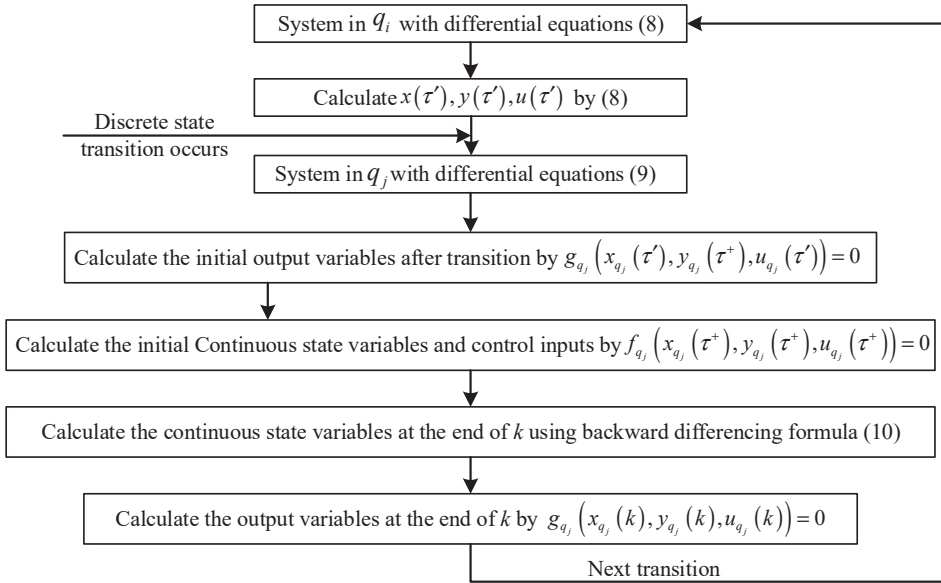 System in q_i with differential equations (8)
Calculate x(τ′), y(τ′), u(τ′) by (8)
Discrete state
transition occurs
System in q_j with differential equations (9)
Calculate the initial output variables after transition by g_{q_j}(x_{q_j}(τ′), y_{q_j}(τ⁺), u_{q_j}(τ′)) = 0
Calculate the initial Continuous state variables and control inputs by f_{q_j}(x_{q_j}(τ⁺), y_{q_j}(τ⁺), u_{q_j}(τ⁺)) = 0
Calculate the continuous state variables at the end of k using backward differencing formula (10)
Calculate the output variables at the end of k by g_{q_j}(x_{q_j}(k), y_{q_j}(k), u_{q_j}(k)) = 0
Next transition